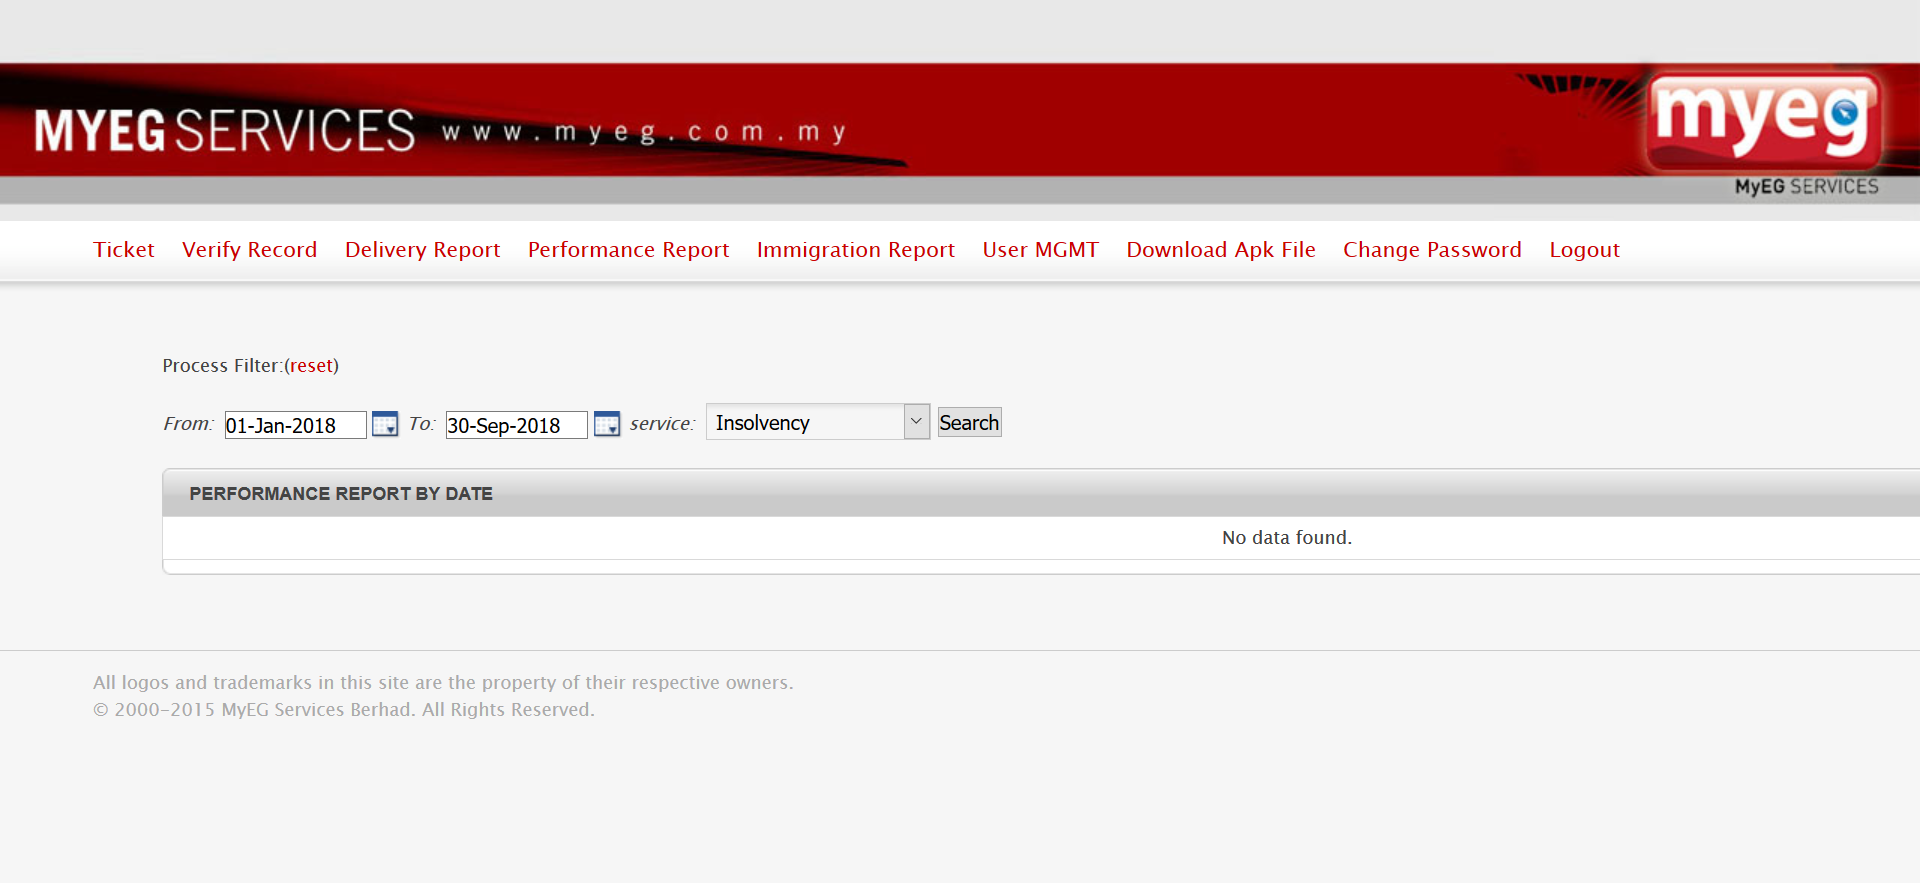 MYEG SERVICES www.myeg.com.my
myeg
MyEG SERVICES
Ticket Verify Record Delivery Report Performance Report Immigration Report User MGMT Download Apk File Change Password Logout
Process Filter:(reset)
From: 01-Jan-2018 To: 30-Sep-2018 service: Insolvency Search
PERFORMANCE REPORT BY DATE
No data found.
All logos and trademarks in this site are the property of their respective owners.
© 2000-2015 MyEG Services Berhad. All Rights Reserved.